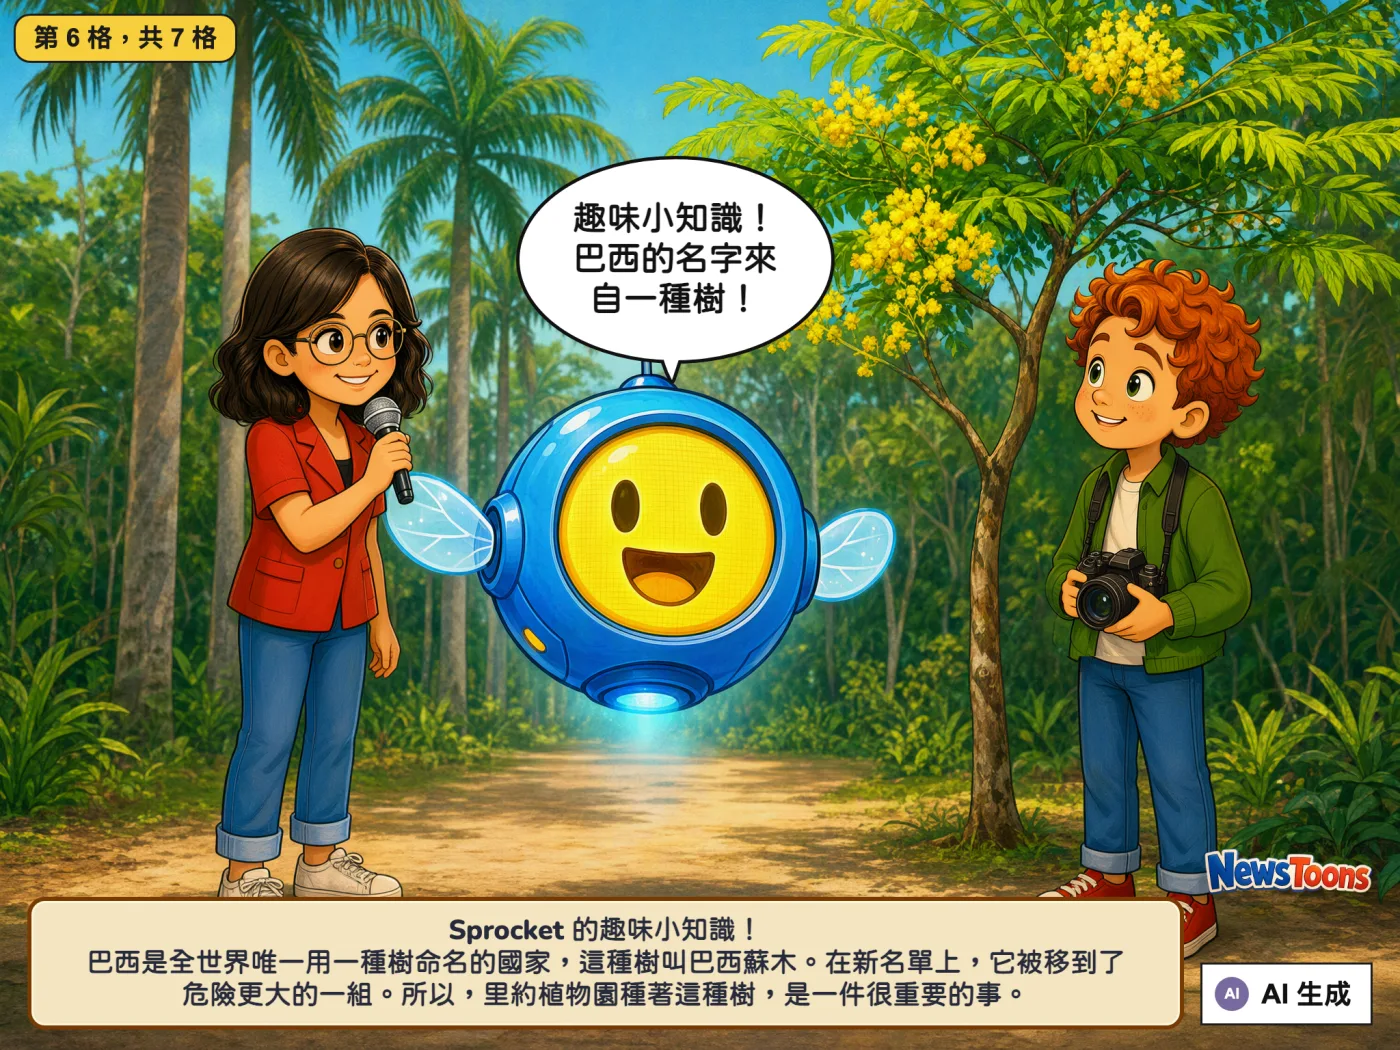 第 6 格，共 7 格
趣味小知識！
巴西的名字來
自一種樹！
NewsToons
Sprocket 的趣味小知識！
巴西是全世界唯一用一種樹命名的國家，這種樹叫巴西蘇木。在新名單上，它被移到了
危險更大的一組。所以，里約植物園種著這種樹，是一件很重要的事。
AI AI 生成